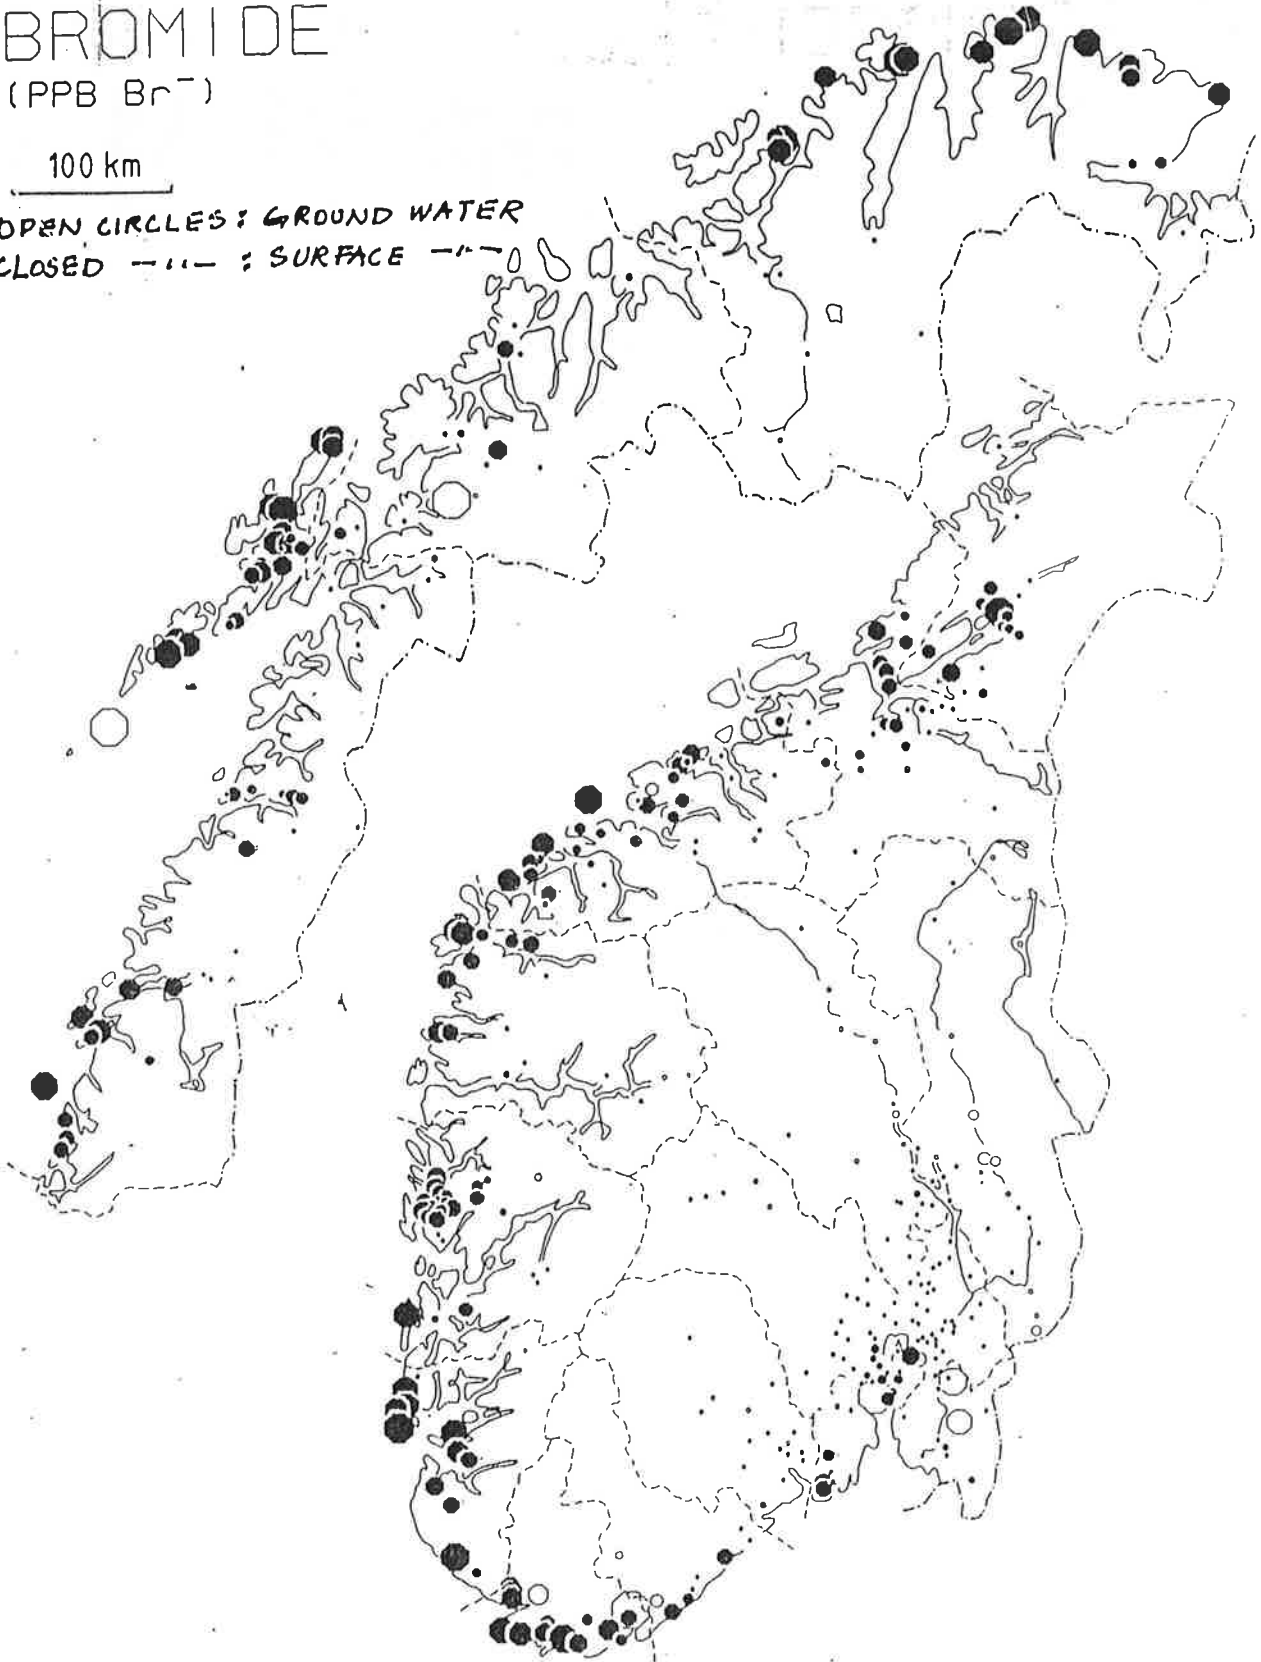 BROMIDE
(PPB Br⁻)
100 km
OPEN CIRCLES: GROUND WATER
CLOSED —"— : SURFACE —"—